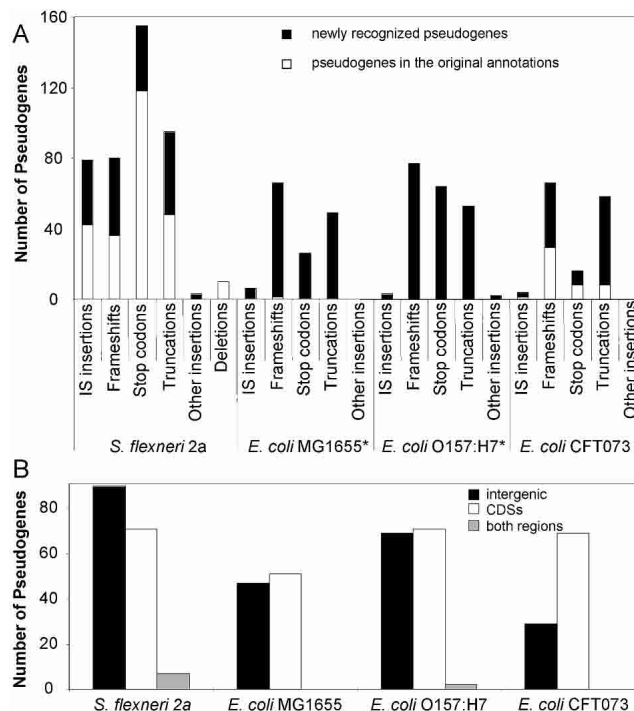 A
newly recognized pseudogenes
pseudogenes in the original annotations
Number of Pseudogenes
160
120
80
40
0
IS insertions
Frameshifts
Stop codons
Truncations
Other insertions
Deletions
IS insertions
Frameshifts
Stop codons
Truncations
Other insertions
IS insertions
Frameshifts
Stop codons
Truncations
Other insertions
IS insertions
Frameshifts
Stop codons
Truncations
Other insertions
S. flexneri 2a
E. coli MG1655*
E. coli O157:H7*
E. coli CFT073
B
intergenic
CDSs
both regions
Number of Pseudogenes
80
60
40
20
0
S. flexneri 2a
E. coli MG1655
E. coli O157:H7
E. coli CFT073